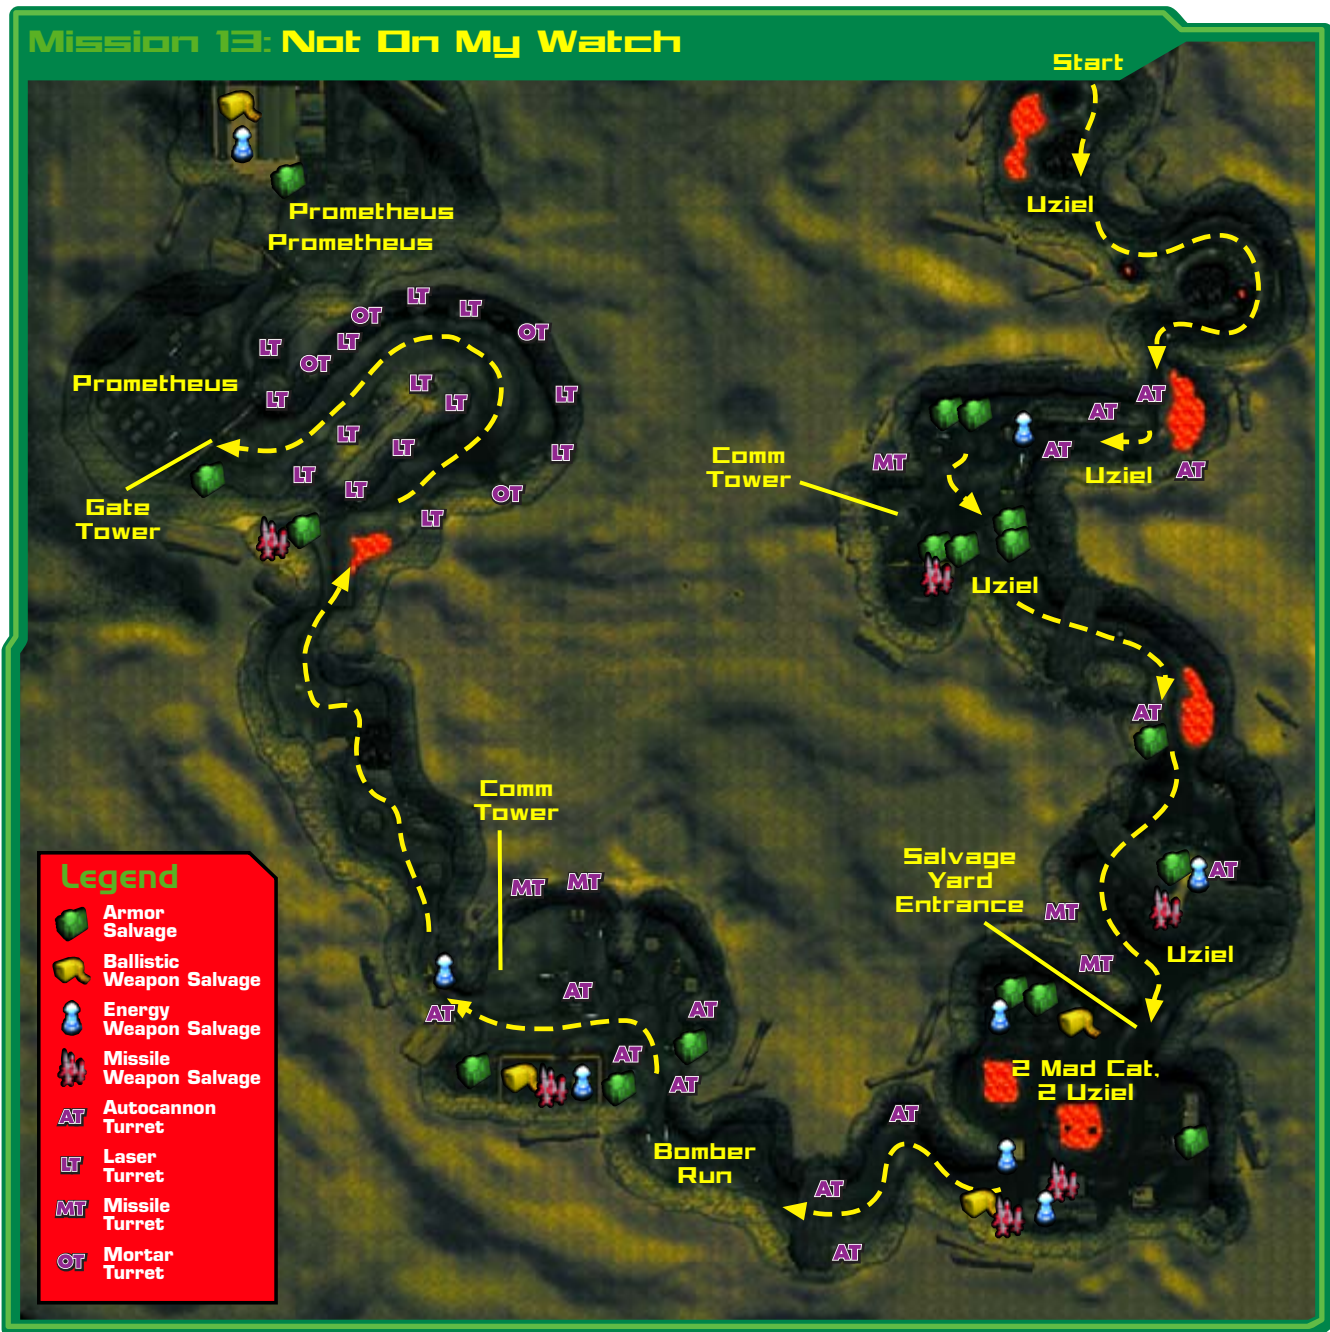 Mission 13: Not On My Watch
Start
Uziel
Prometheus
Prometheus
LT
LT
OT
OT
LT
LT
OT
Prometheus
LT
LT
LT
LT
LT
LT
LT
LT
LT
OT
LT
LT
Gate
Tower
AT
AT
AT
Uziel
AT
MT
Comm
Tower
Uziel
AT
Comm
Tower
MT
MT
Salvage
Yard
Entrance
AT
MT
Uziel
MT
AT
AT
AT
AT
AT
2 Mad Cat,
2 Uziel
Bomber
Run
AT
AT
AT
Legend
Armor
Salvage
Ballistic
Weapon Salvage
Energy
Weapon Salvage
Missile
Weapon Salvage
AT
Autocannon
Turret
LT
Laser
Turret
MT
Missile
Turret
OT
Mortar
Turret